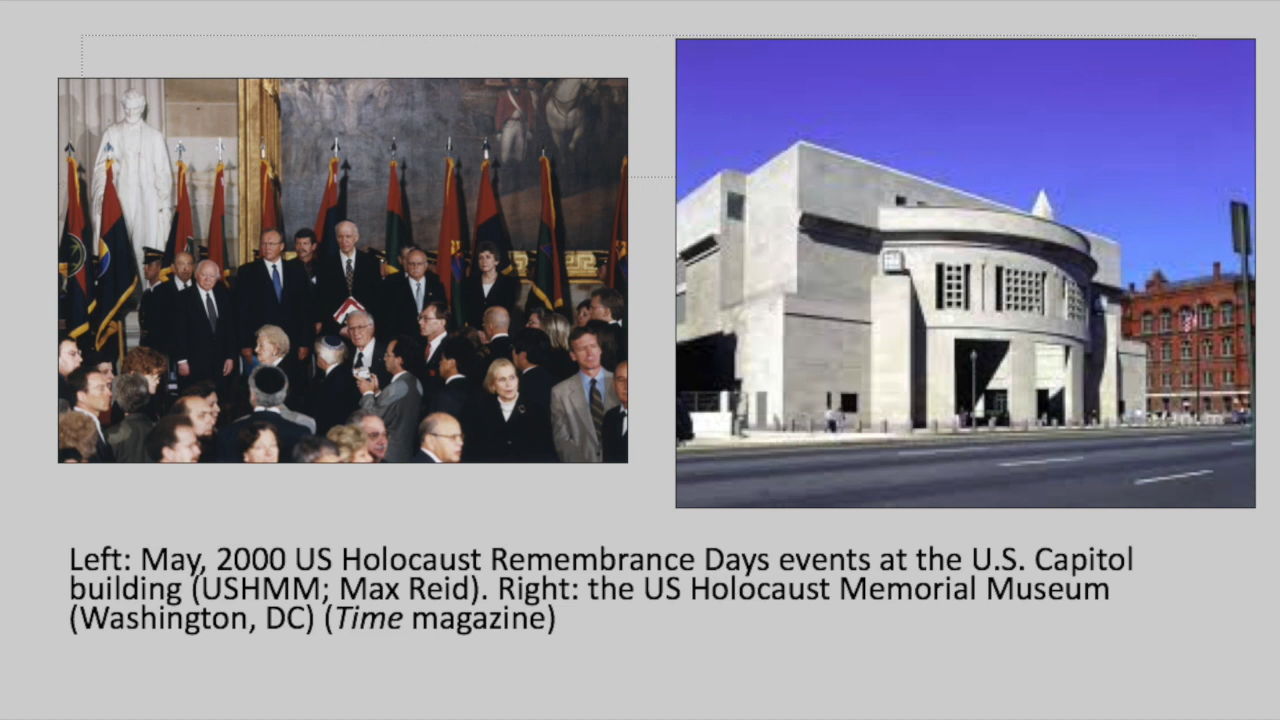 Left: May, 2000 US Holocaust Remembrance Days events at the U.S. Capitol
building (USHMM; Max Reid). Right: the US Holocaust Memorial Museum
(Washington, DC) (Time magazine)